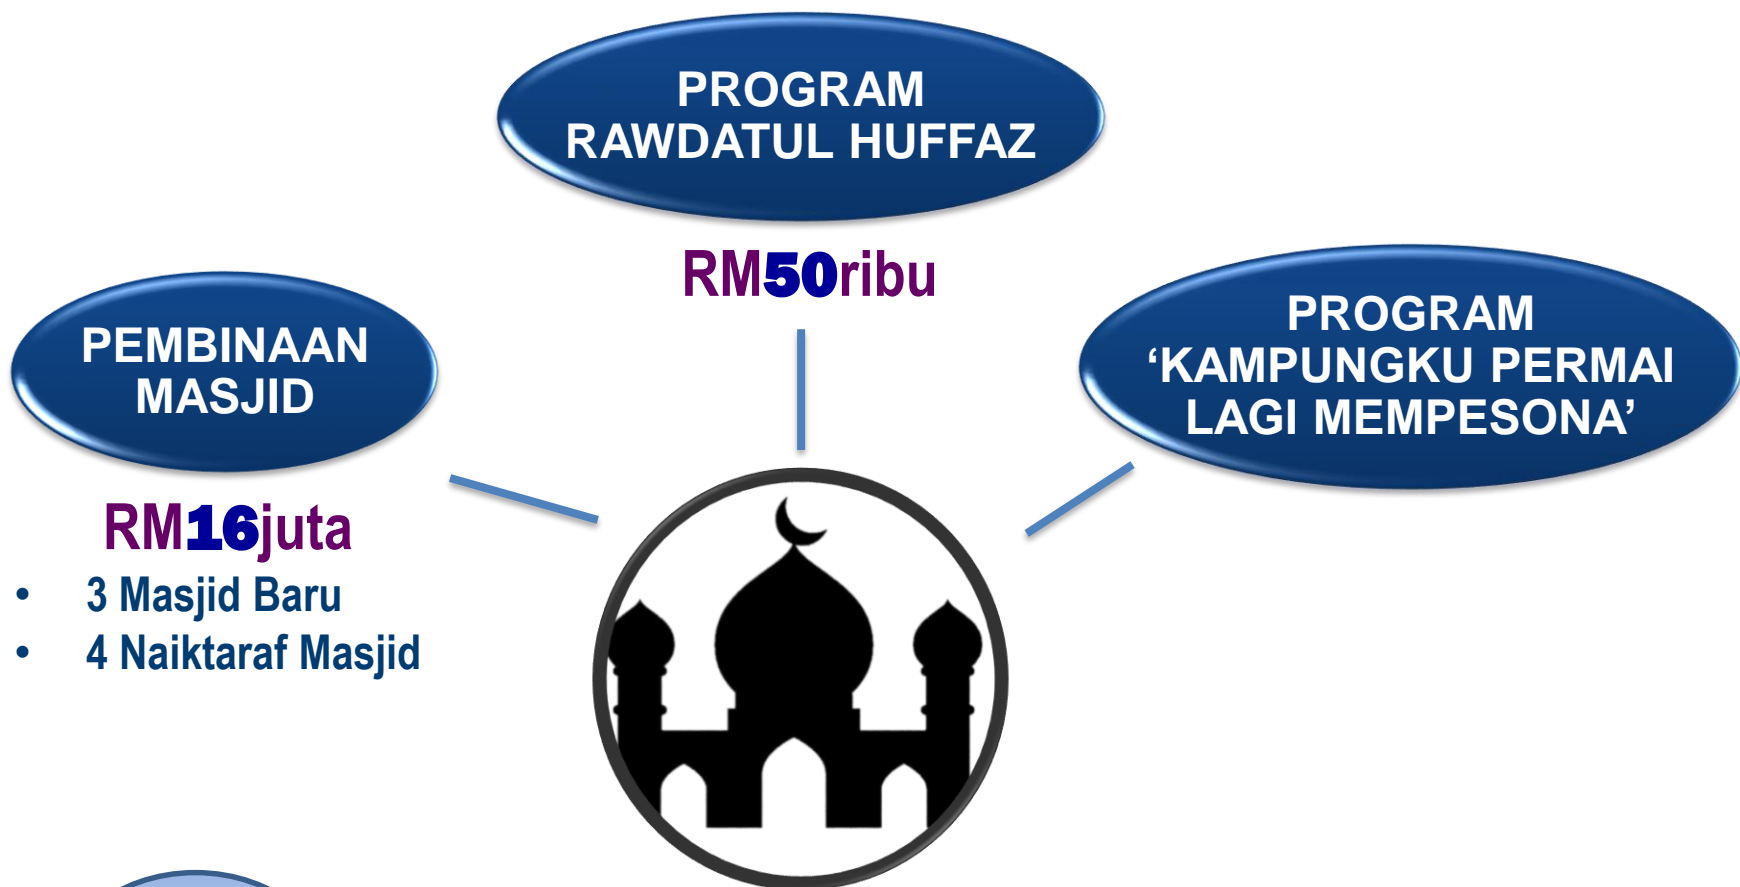 PROGRAM
RAWDATUL HUFFAZ
RM50ribu
PEMBINAAN
MASJID
RM16juta
• 3 Masjid Baru
• 4 Naiktaraf Masjid
PROGRAM
‘KAMPUNGKU PERMAI
LAGI MEMPESONA’